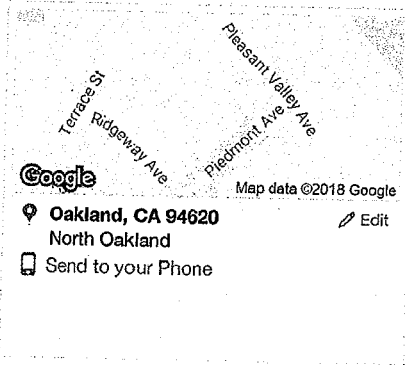 Pleasant Valley Ave
Terrace St
Ridgeway Ave
Piedmont Ave
Google
Map data ©2018 Google
Oakland, CA 94620
Edit
North Oakland
Send to your Phone